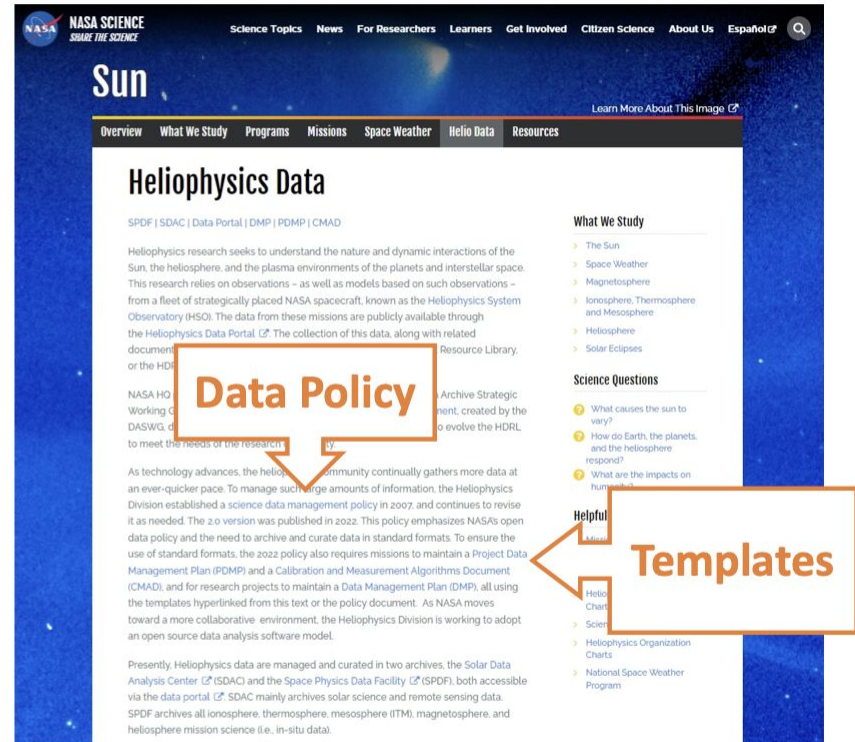 NASA
NASA SCIENCE
SHARE THE SCIENCE
Science Topics News For Researchers Learners Get Involved Citizen Science About Us Español
Sun
Learn More About This Image
Overview What We Study Programs Missions Space Weather Helio Data Resources
Heliophysics Data
SPDF | SDAC | Data Portal | DMP | PDMP | CMAD
Heliophysics research seeks to understand the nature and dynamic interactions of the
Sun, the heliosphere, and the plasma environments of the planets and interstellar space.
This research relies on observations – as well as models based on such observations –
from a fleet of strategically placed NASA spacecraft, known as the Heliophysics System
Observatory (HSO). The data from these missions are publicly available through
the Heliophysics Data Portal. The collection of this data, along with related
document Resource Library,
or the HD
NASA HQ Archive Strategic
Working ment, created by the
DASWG, o evolve the HDRL
to meet the needs of the research
Data Policy
As technology advances, the community continually gathers more data at
an ever-quicker pace. To manage such large amounts of information, the Heliophysics
Division established a science data management policy in 2007, and continues to revise
it as needed. The 2.0 version was published in 2022. This policy emphasizes NASA's open
data policy and the need to archive and curate data in standard formats. To ensure the
use of standard formats, the 2022 policy also requires missions to maintain a Project Data
Management Plan (PDMP) and a Calibration and Measurement Algorithms Document
(CMAD), and for research projects to maintain a Data Management Plan (DMP), all using
the templates hyperlinked from this text or the policy document. As NASA moves
toward a more collaborative environment, the Heliophysics Division is working to adopt
an open source data analysis software model.
Presently, Heliophysics data are managed and curated in two archives, the Solar Data
Analysis Center (SDAC) and the Space Physics Data Facility (SPDF), both accessible
via the data portal. SDAC mainly archives solar science and remote sensing data.
SPDF archives all ionosphere, thermosphere, mesosphere (ITM), magnetosphere, and
heliosphere mission science (i.e., in-situ data).
What We Study
The Sun
Space Weather
Magnetosphere
Ionosphere, Thermosphere
and Mesosphere
Heliosphere
Solar Eclipses
Science Questions
What causes the sun to
vary?
How do Earth, the planets,
and the heliosphere
respond?
What are the impacts on
Helpful
Templates
Helio
Chart
Scien
Heliophysics Organization
Charts
National Space Weather
Program